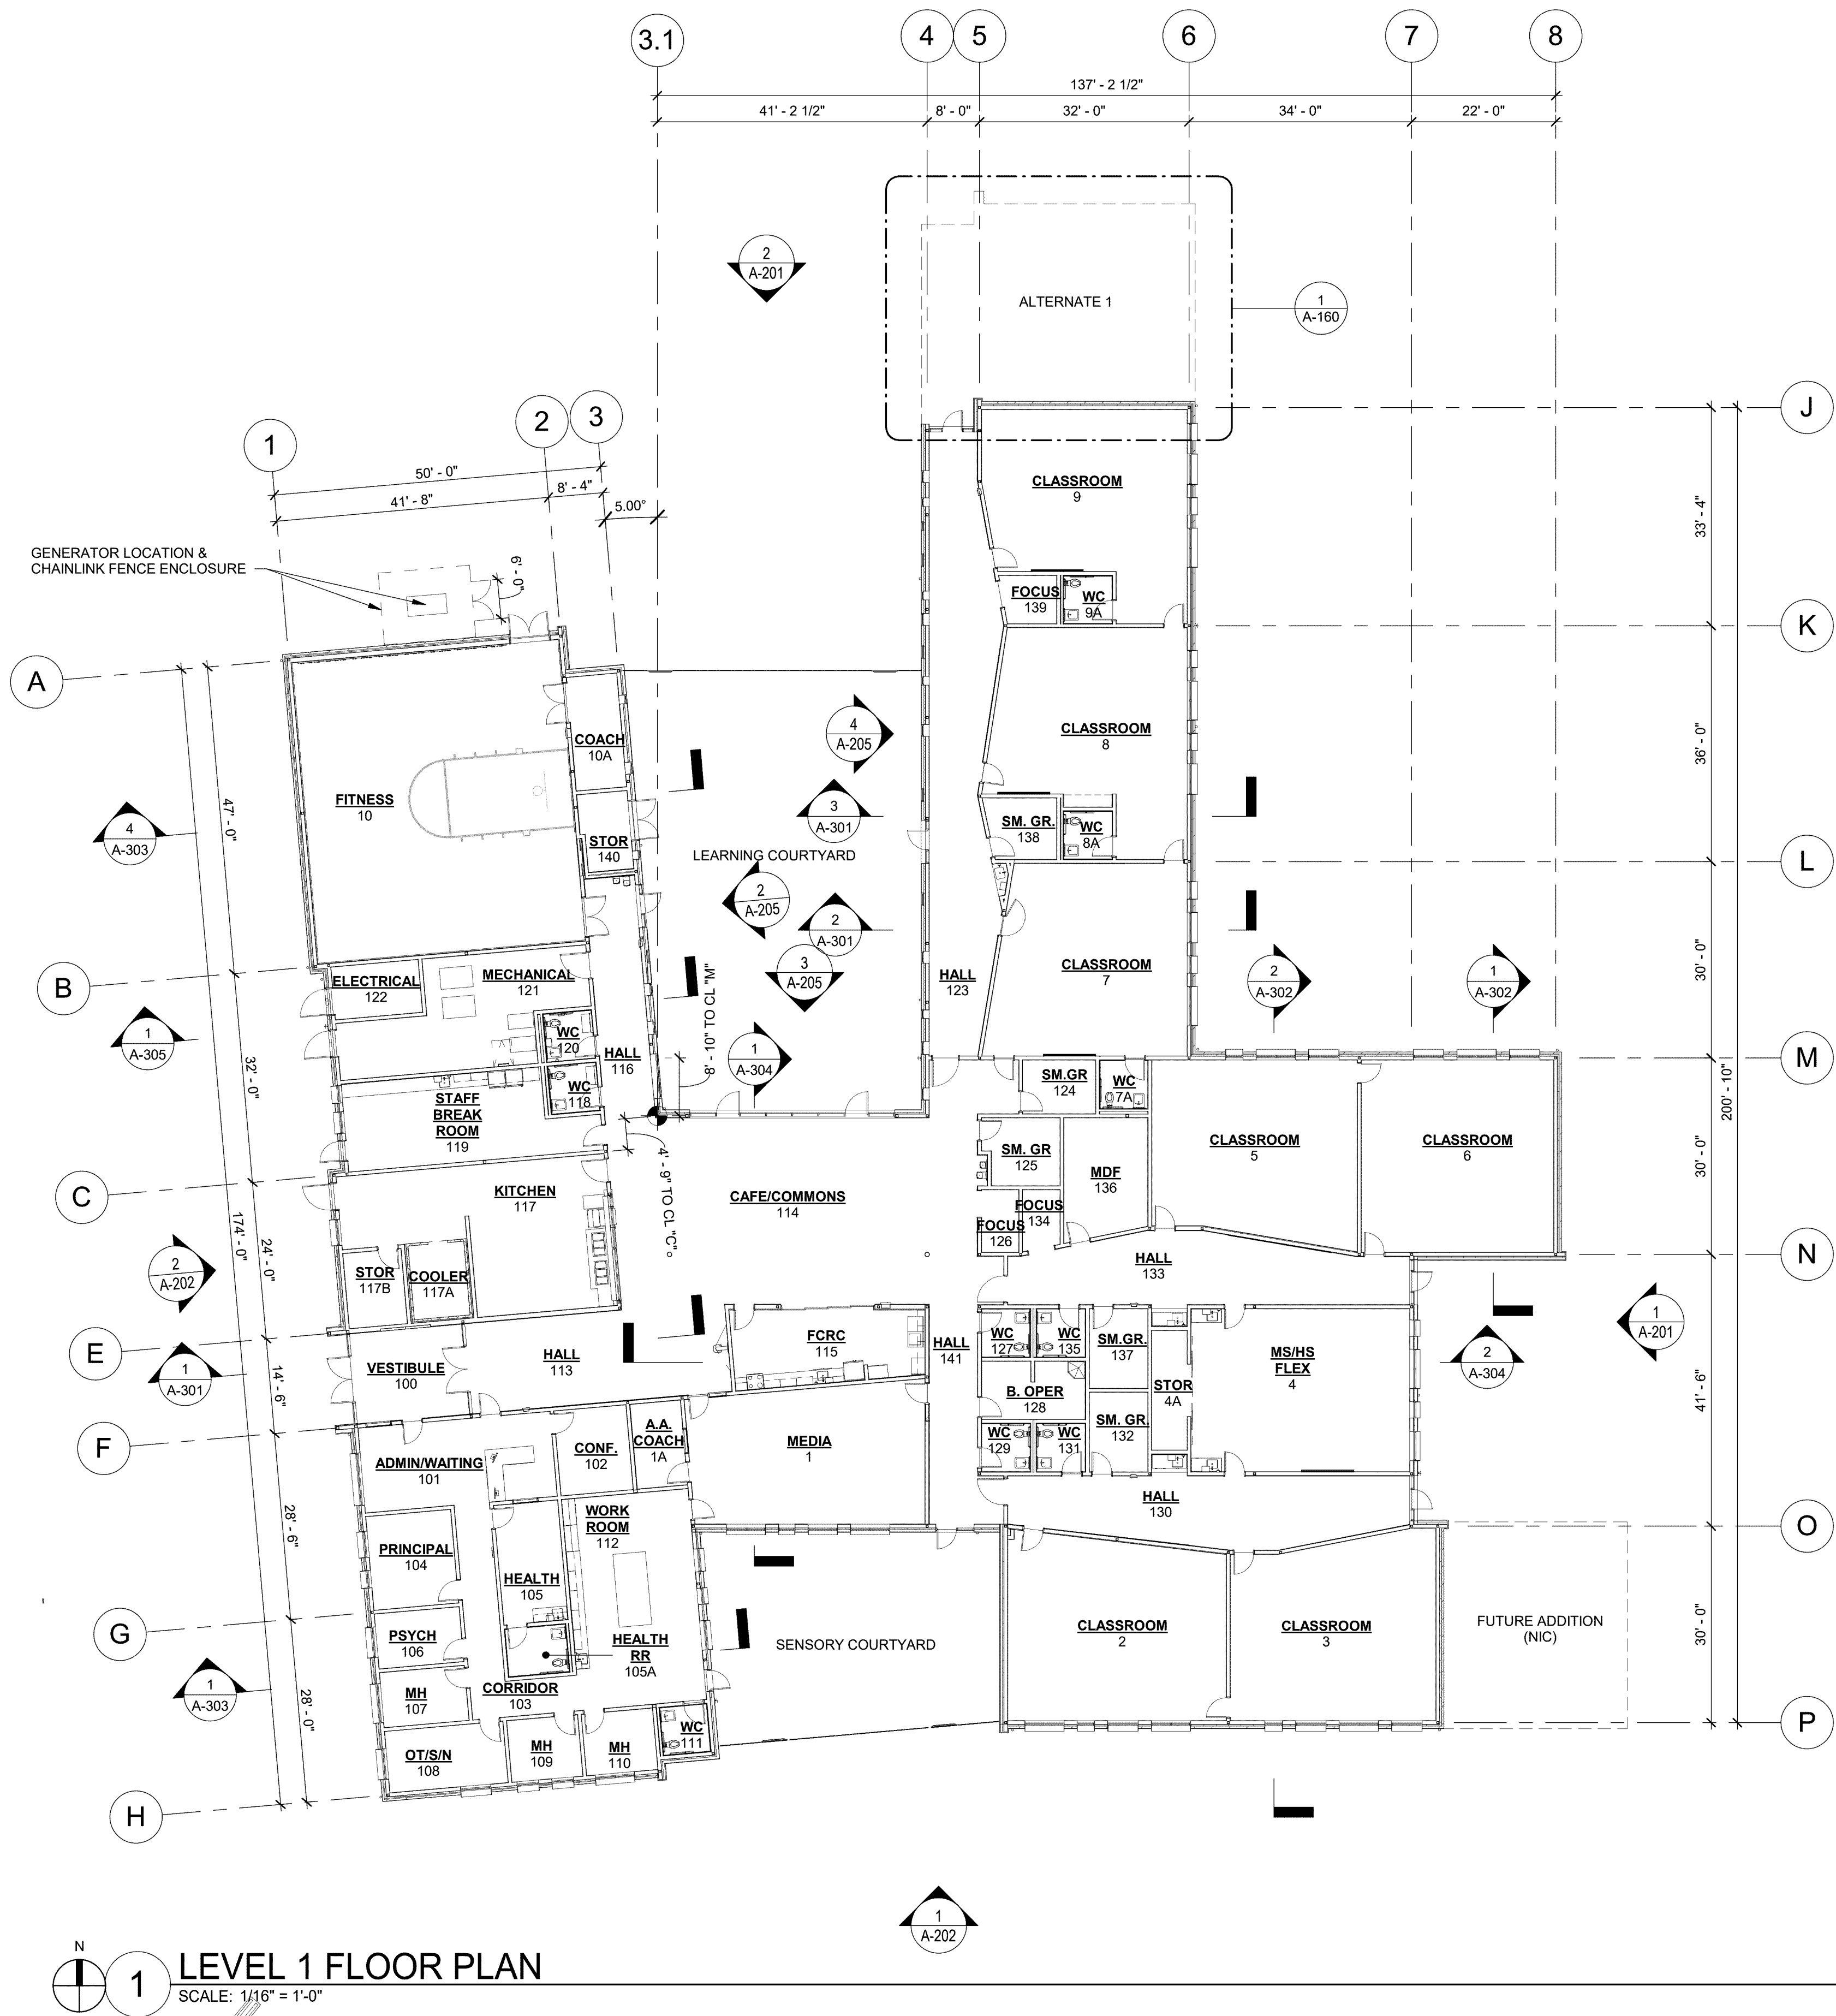 3.1
4
5
6
7
8
137' - 2 1/2"
41' - 2 1/2"
8' - 0"
32' - 0"
34' - 0"
22' - 0"
2
A-201
ALTERNATE 1
1
A-160
1
2
3
J
50' - 0"
41' - 8"
8' - 4"
5.00°
CLASSROOM
9
33' - 4"
GENERATOR LOCATION &
CHAINLINK FENCE ENCLOSURE
6' - 0"
FOCUS
139
WC
9A
K
A
COACH
10A
4
A-205
CLASSROOM
8
36' - 0"
FITNESS
10
47' - 0"
4
A-303
3
A-301
SM. GR.
138
WC
8A
STOR
140
LEARNING COURTYARD
L
2
A-205
2
A-301
3
A-205
HALL
123
CLASSROOM
7
30' - 0"
2
A-302
1
A-302
B
ELECTRICAL
122
MECHANICAL
121
8' - 10" TO CL "M"
1
A-305
WC
120
HALL
116
1
A-304
M
32' - 0"
WC
118
SM.GR
124
WC
7A
200' - 10"
STAFF
BREAK
ROOM
119
SM. GR
125
MDF
136
CLASSROOM
5
CLASSROOM
6
30' - 0"
C
KITCHEN
117
4' - 9" TO CL "C"
CAFE/COMMONS
114
FOCUS
134
FOCUS
126
174' - 0"
24' - 0"
2
A-202
STOR
117B
COOLER
117A
HALL
133
N
E
1
A-301
VESTIBULE
100
HALL
113
FCRC
115
HALL
141
WC
127
WC
135
SM.GR.
137
MS/HS
FLEX
4
2
A-304
1
A-201
14' - 6"
STOR
4A
B. OPER
128
SM. GR.
132
41' - 6"
F
ADMIN/WAITING
101
CONF.
102
A.A.
COACH
1A
MEDIA
1
WC
129
WC
131
28' - 6"
WORK
ROOM
112
HALL
130
O
PRINCIPAL
104
HEALTH
105
CLASSROOM
2
CLASSROOM
3
FUTURE ADDITION
(NIC)
30' - 0"
G
PSYCH
106
HEALTH
RR
105A
SENSORY COURTYARD
1
A-303
MH
107
CORRIDOR
103
28' - 0"
WC
111
P
OT/S/N
108
MH
109
MH
110
H
1
A-202
N
1
LEVEL 1 FLOOR PLAN
SCALE: 1/16" = 1'-0"